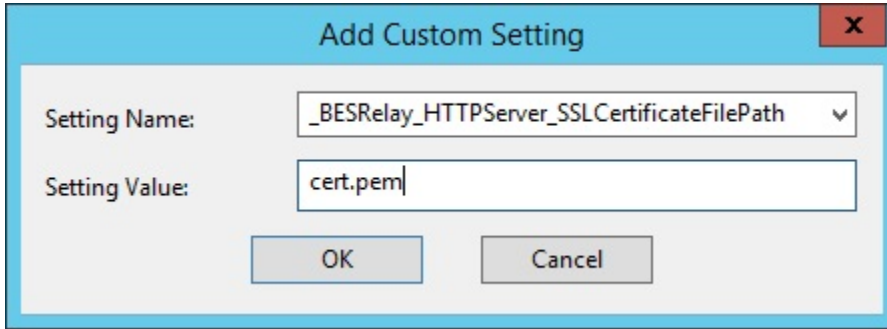 Add Custom Setting
x
Setting Name: _BESRelay_HTTPServer_SSLCertificateFilePath
Setting Value: cert.pem
OK Cancel